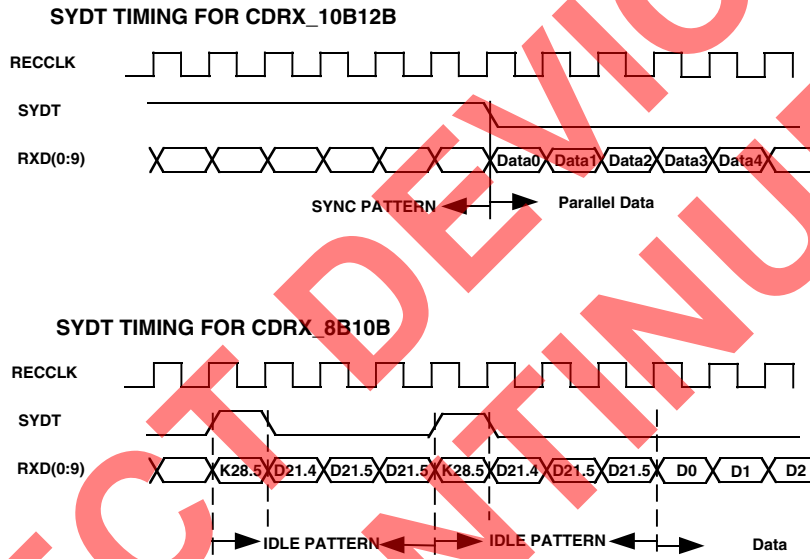 SYDT TIMING FOR CDRX_10B12B
RECCLK
SYDT
RXD(0:9)
Data0 Data1 Data2 Data3 Data4
SYNC PATTERN
Parallel Data
SYDT TIMING FOR CDRX_8B10B
RECCLK
SYDT
RXD(0:9)
K28.5 D21.4 D21.5 D21.5 K28.5 D21.4 D21.5 D21.5 D0 D1 D2
IDLE PATTERN
IDLE PATTERN
Data